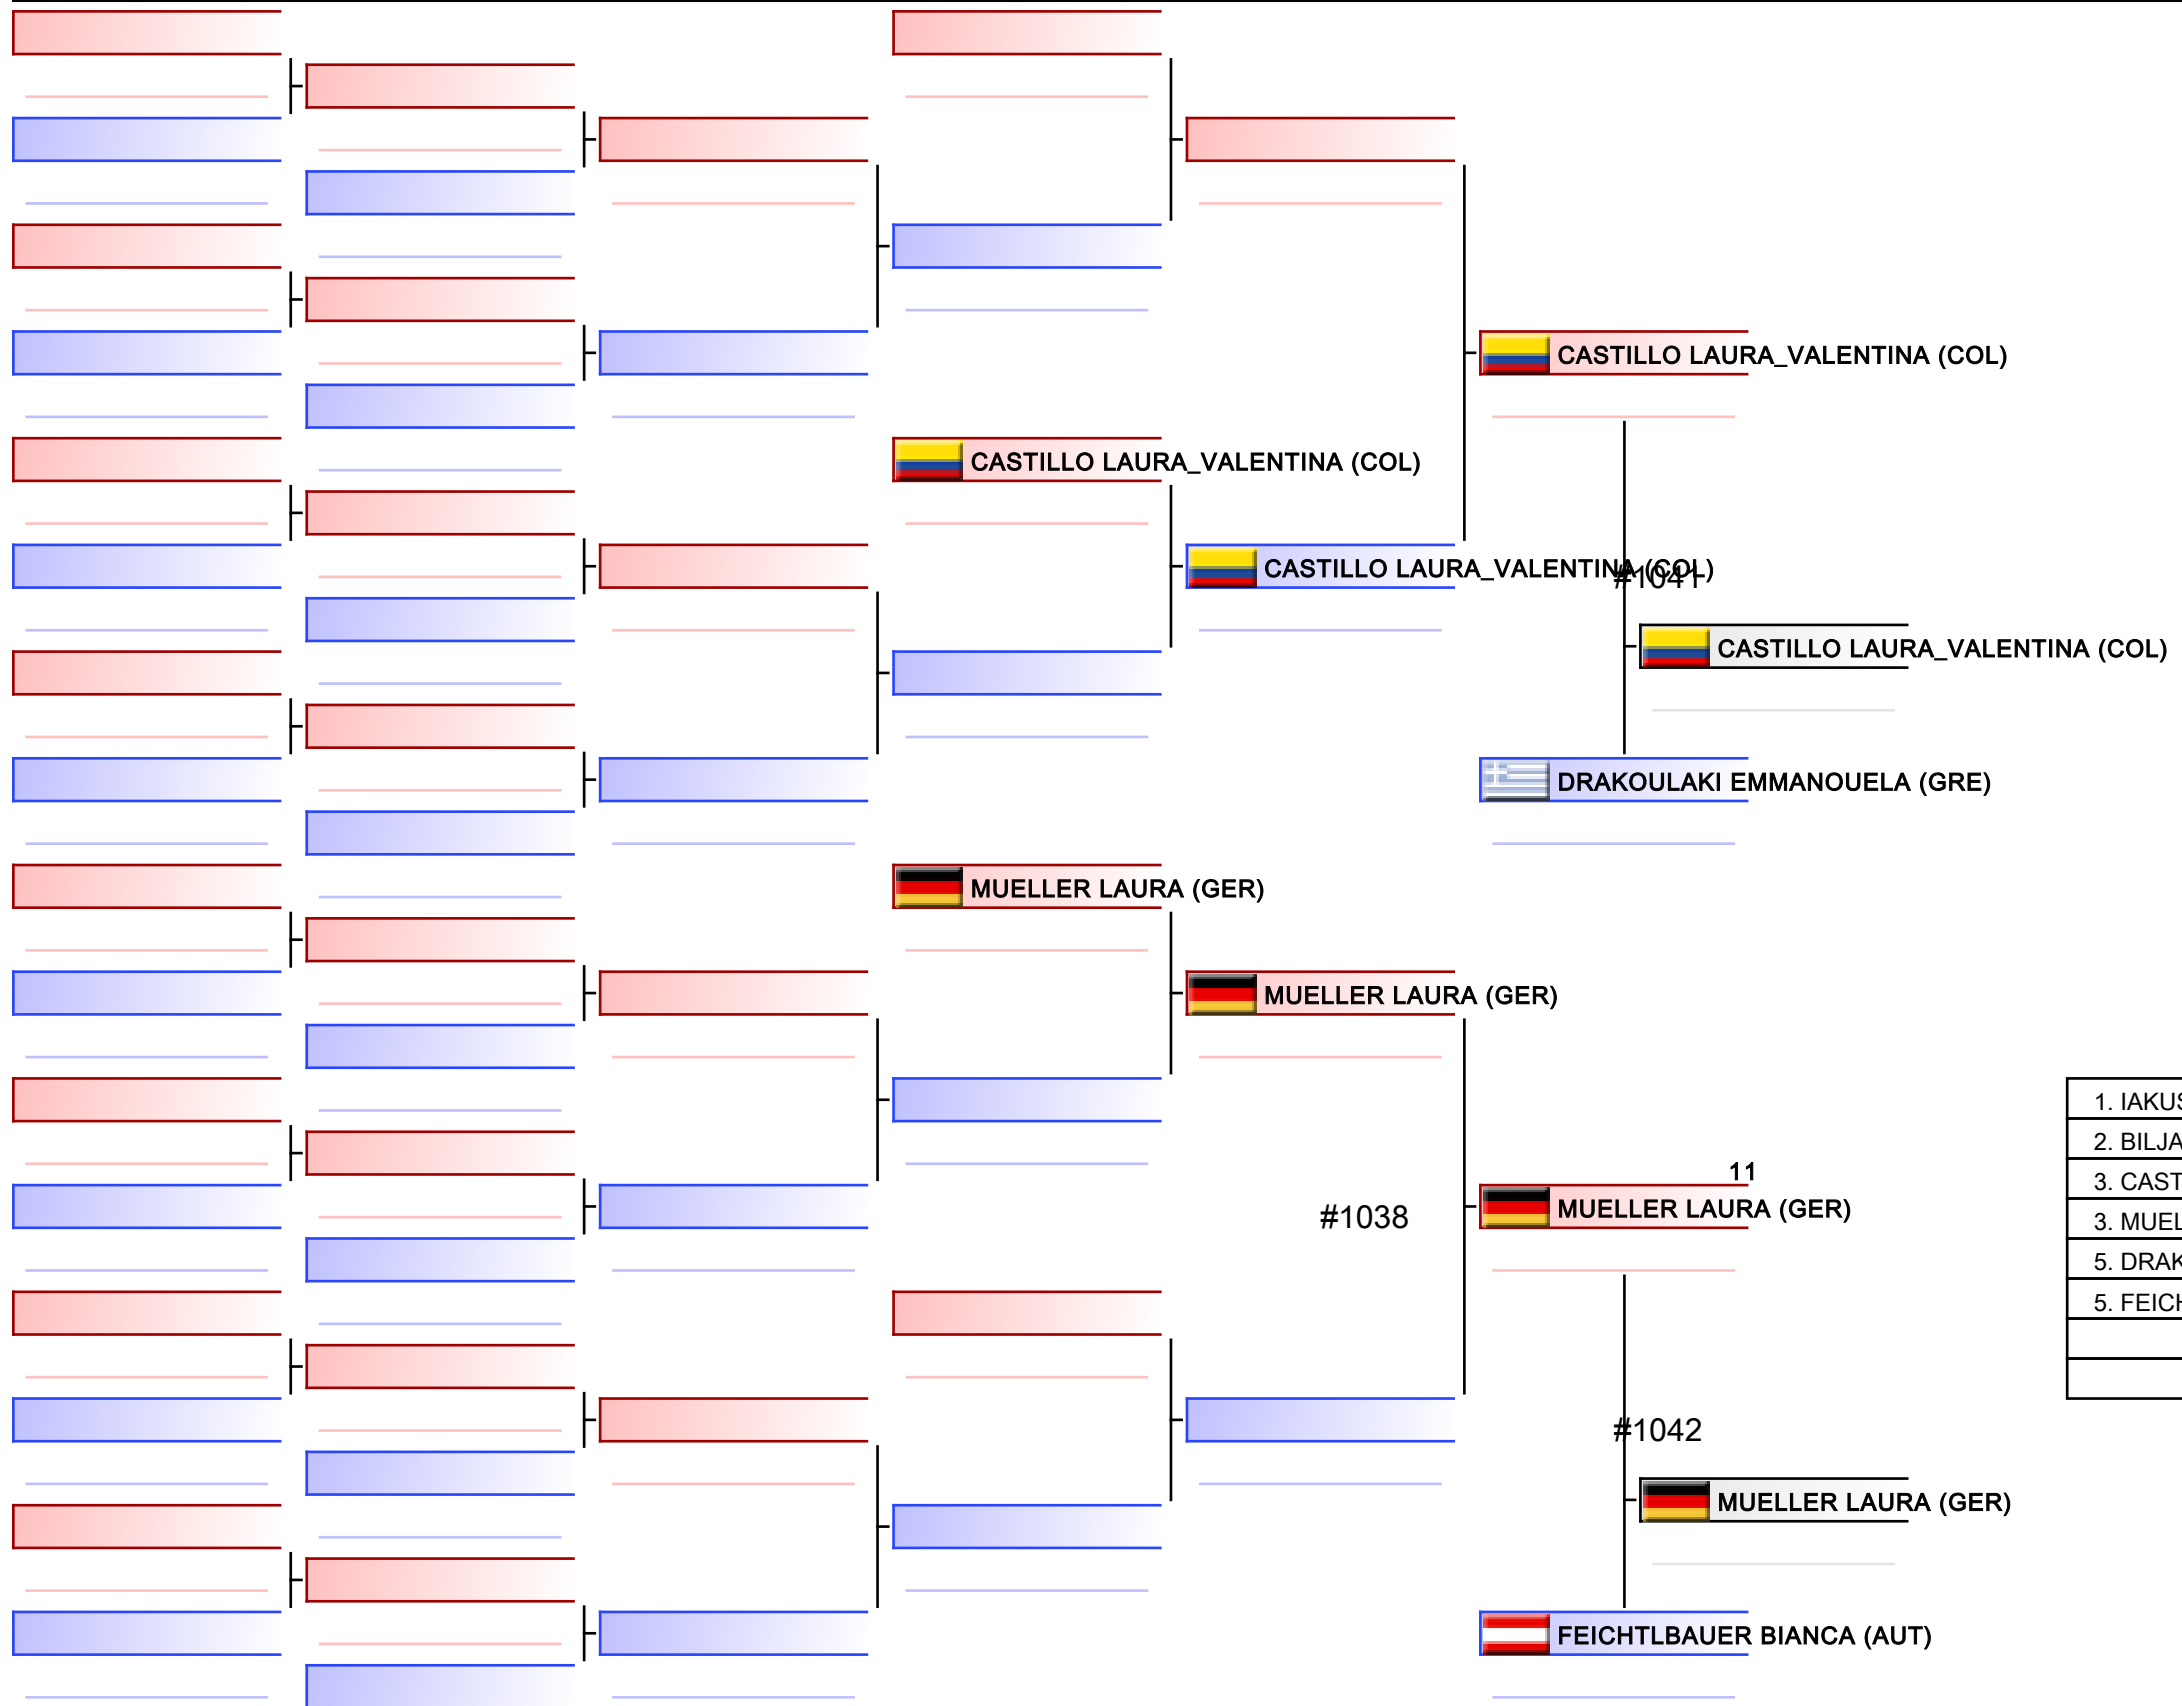 CASTILLO LAURA_VALENTINA (COL)
CASTILLO LAURA_VALENTINA (COL)
CASTILLO LAURA_VALENTINA (COL)
#1041
CASTILLO LAURA_VALENTINA (COL)
DRAKOULAKI EMMANOUELA (GRE)
MUELLER LAURA (GER)
MUELLER LAURA (GER)
11
MUELLER LAURA (GER)
#1038
#1042
MUELLER LAURA (GER)
FEICHTLBAUER BIANCA (AUT)
1. IAKUS
2. BILJA
3. CAST
3. MUEL
5. DRAK
5. FEICH